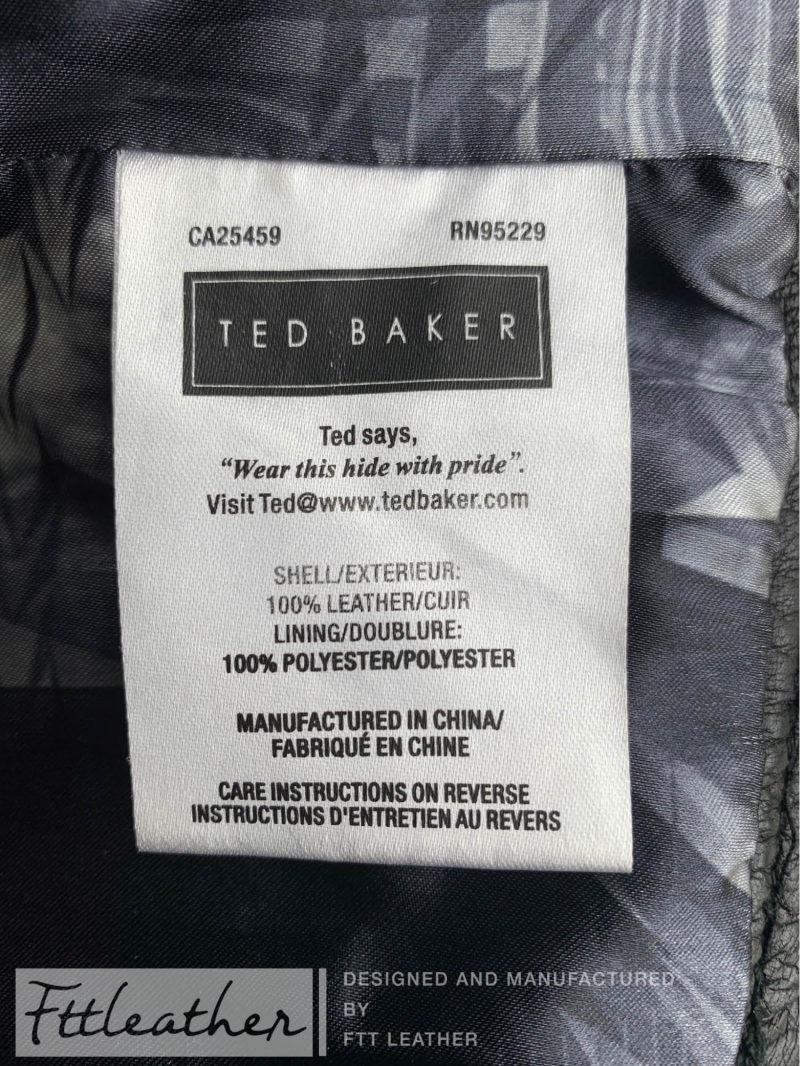 CA25459 RN95229
TED BAKER
Ted says,
“Wear this hide with pride”.
Visit Ted@www.tedbaker.com
SHELL/EXTERIEUR:
100% LEATHER/CUIR
LINING/DOUBLURE:
100% POLYESTER/POLYESTER
MANUFACTURED IN CHINA/
FABRIQUÉ EN CHINE
CARE INSTRUCTIONS ON REVERSE
INSTRUCTIONS D'ENTRETIEN AU REVERS
Fttleather
DESIGNED AND MANUFACTURED
BY
FTT LEATHER